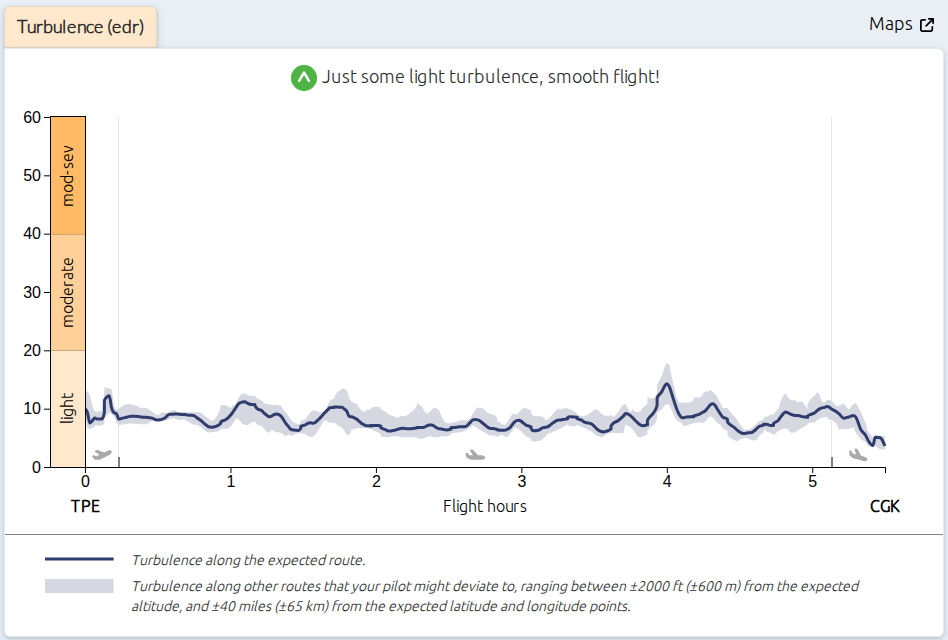 Turbulence (edr)
Maps
Just some light turbulence, smooth flight!
60
50
40
30
20
10
0
mod-sev
moderate
light
0 1 2 3 4 5
TPE Flight hours CGK
Turbulence along the expected route.
Turbulence along other routes that your pilot might deviate to, ranging between ±2000 ft (±600 m) from the expected
altitude, and ±40 miles (±65 km) from the expected latitude and longitude points.